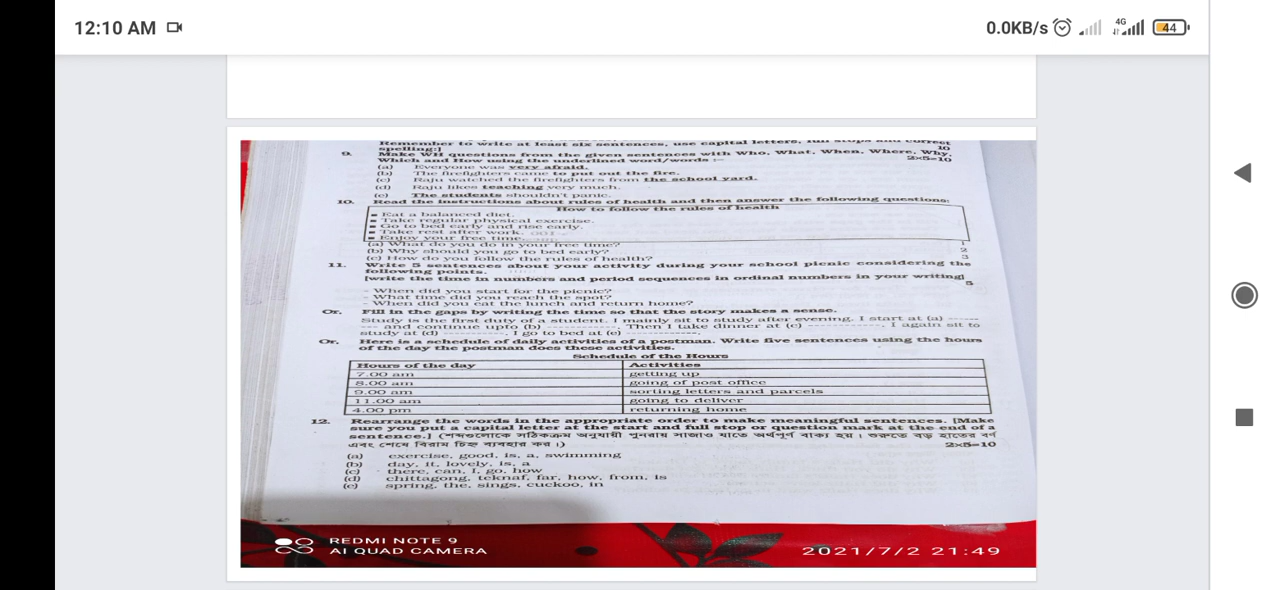 12:10 AM
0.0KB/s 4G 44
Remember to write at least six sentences, use capital letters, full stops and correct
spelling:] 10
9. Make WH questions from the given sentences with Who, What, When, Where, Why,
Which and How using the underlined word/words :- 2×5=10
(a) Everyone was very afraid.
(b) The firefighters came to put out the fire.
(c) Raju watched the firefighters from the school yard.
(d) Raju likes teaching very much.
(e) The students shouldn't panic.
10. Read the instructions about rules of health and then answer the following questions:
How to follow the rules of health
▪ Eat a balanced diet.
▪ Take regular physical exercise.
▪ Go to bed early and rise early.
▪ Take rest after work.
▪ Enjoy your free time.
(a) What do you do in your free time? 1
(b) Why should you go to bed early? 2
(c) How do you follow the rules of health? 3
11. Write 5 sentences about your activity during your school picnic considering the
following points.
[write the time in numbers and period sequences in ordinal numbers in your writing]
5
- When did you start for the picnic?
- What time did you reach the spot?
- When did you eat the lunch and return home?
Or. Fill in the gaps by writing the time so that the story makes a sense.
Study is the first duty of a student. I mainly sit to study after evening. I start at (a) ------
--- and continue upto (b) -------------. Then I take dinner at (c) -------------. I again sit to
study at (d) -----------. I go to bed at (e) -------------.
Or. Here is a schedule of daily activities of a postman. Write five sentences using the hours
of the day the postman does these activities.
Schedule of the Hours
Hours of the day Activities
7.00 am getting up
8.00 am going of post office
9.00 am sorting letters and parcels
11.00 am going to deliver
4.00 pm returning home
12. Rearrange the words in the appropriate order to make meaningful sentences. [Make
sure you put a capital letter at the start and full stop or question mark at the end of a
sentence.] (শব্দগুলোকে সঠিকক্রম অনুযায়ী পুনরায় সাজাও যাতে অর্থপূর্ণ বাক্য হয়। শুরুতে বড় হাতের বর্ণ
এবং শেষে বিরাম চিহ্ন ব্যবহার কর।) 2×5=10
(a) exercise, good, is, a, swimming
(b) day, it, lovely, is, a
(c) there, can, I, go, how
(d) chittagong, teknaf, far, how, from, is
(e) spring, the, sings, cuckoo, in
REDMI NOTE 9
AI QUAD CAMERA
2021/7/2 21:49